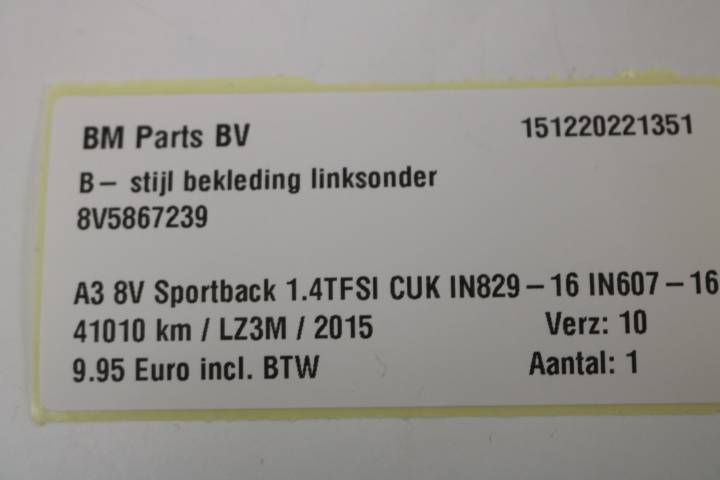 BM Parts BV 151220221351
B- stijl bekleding linksonder
8V5867239
A3 8V Sportback 1.4TFSI CUK IN829-16 IN607-16
41010 km / LZ3M / 2015 Verz: 10
9.95 Euro incl. BTW Aantal: 1